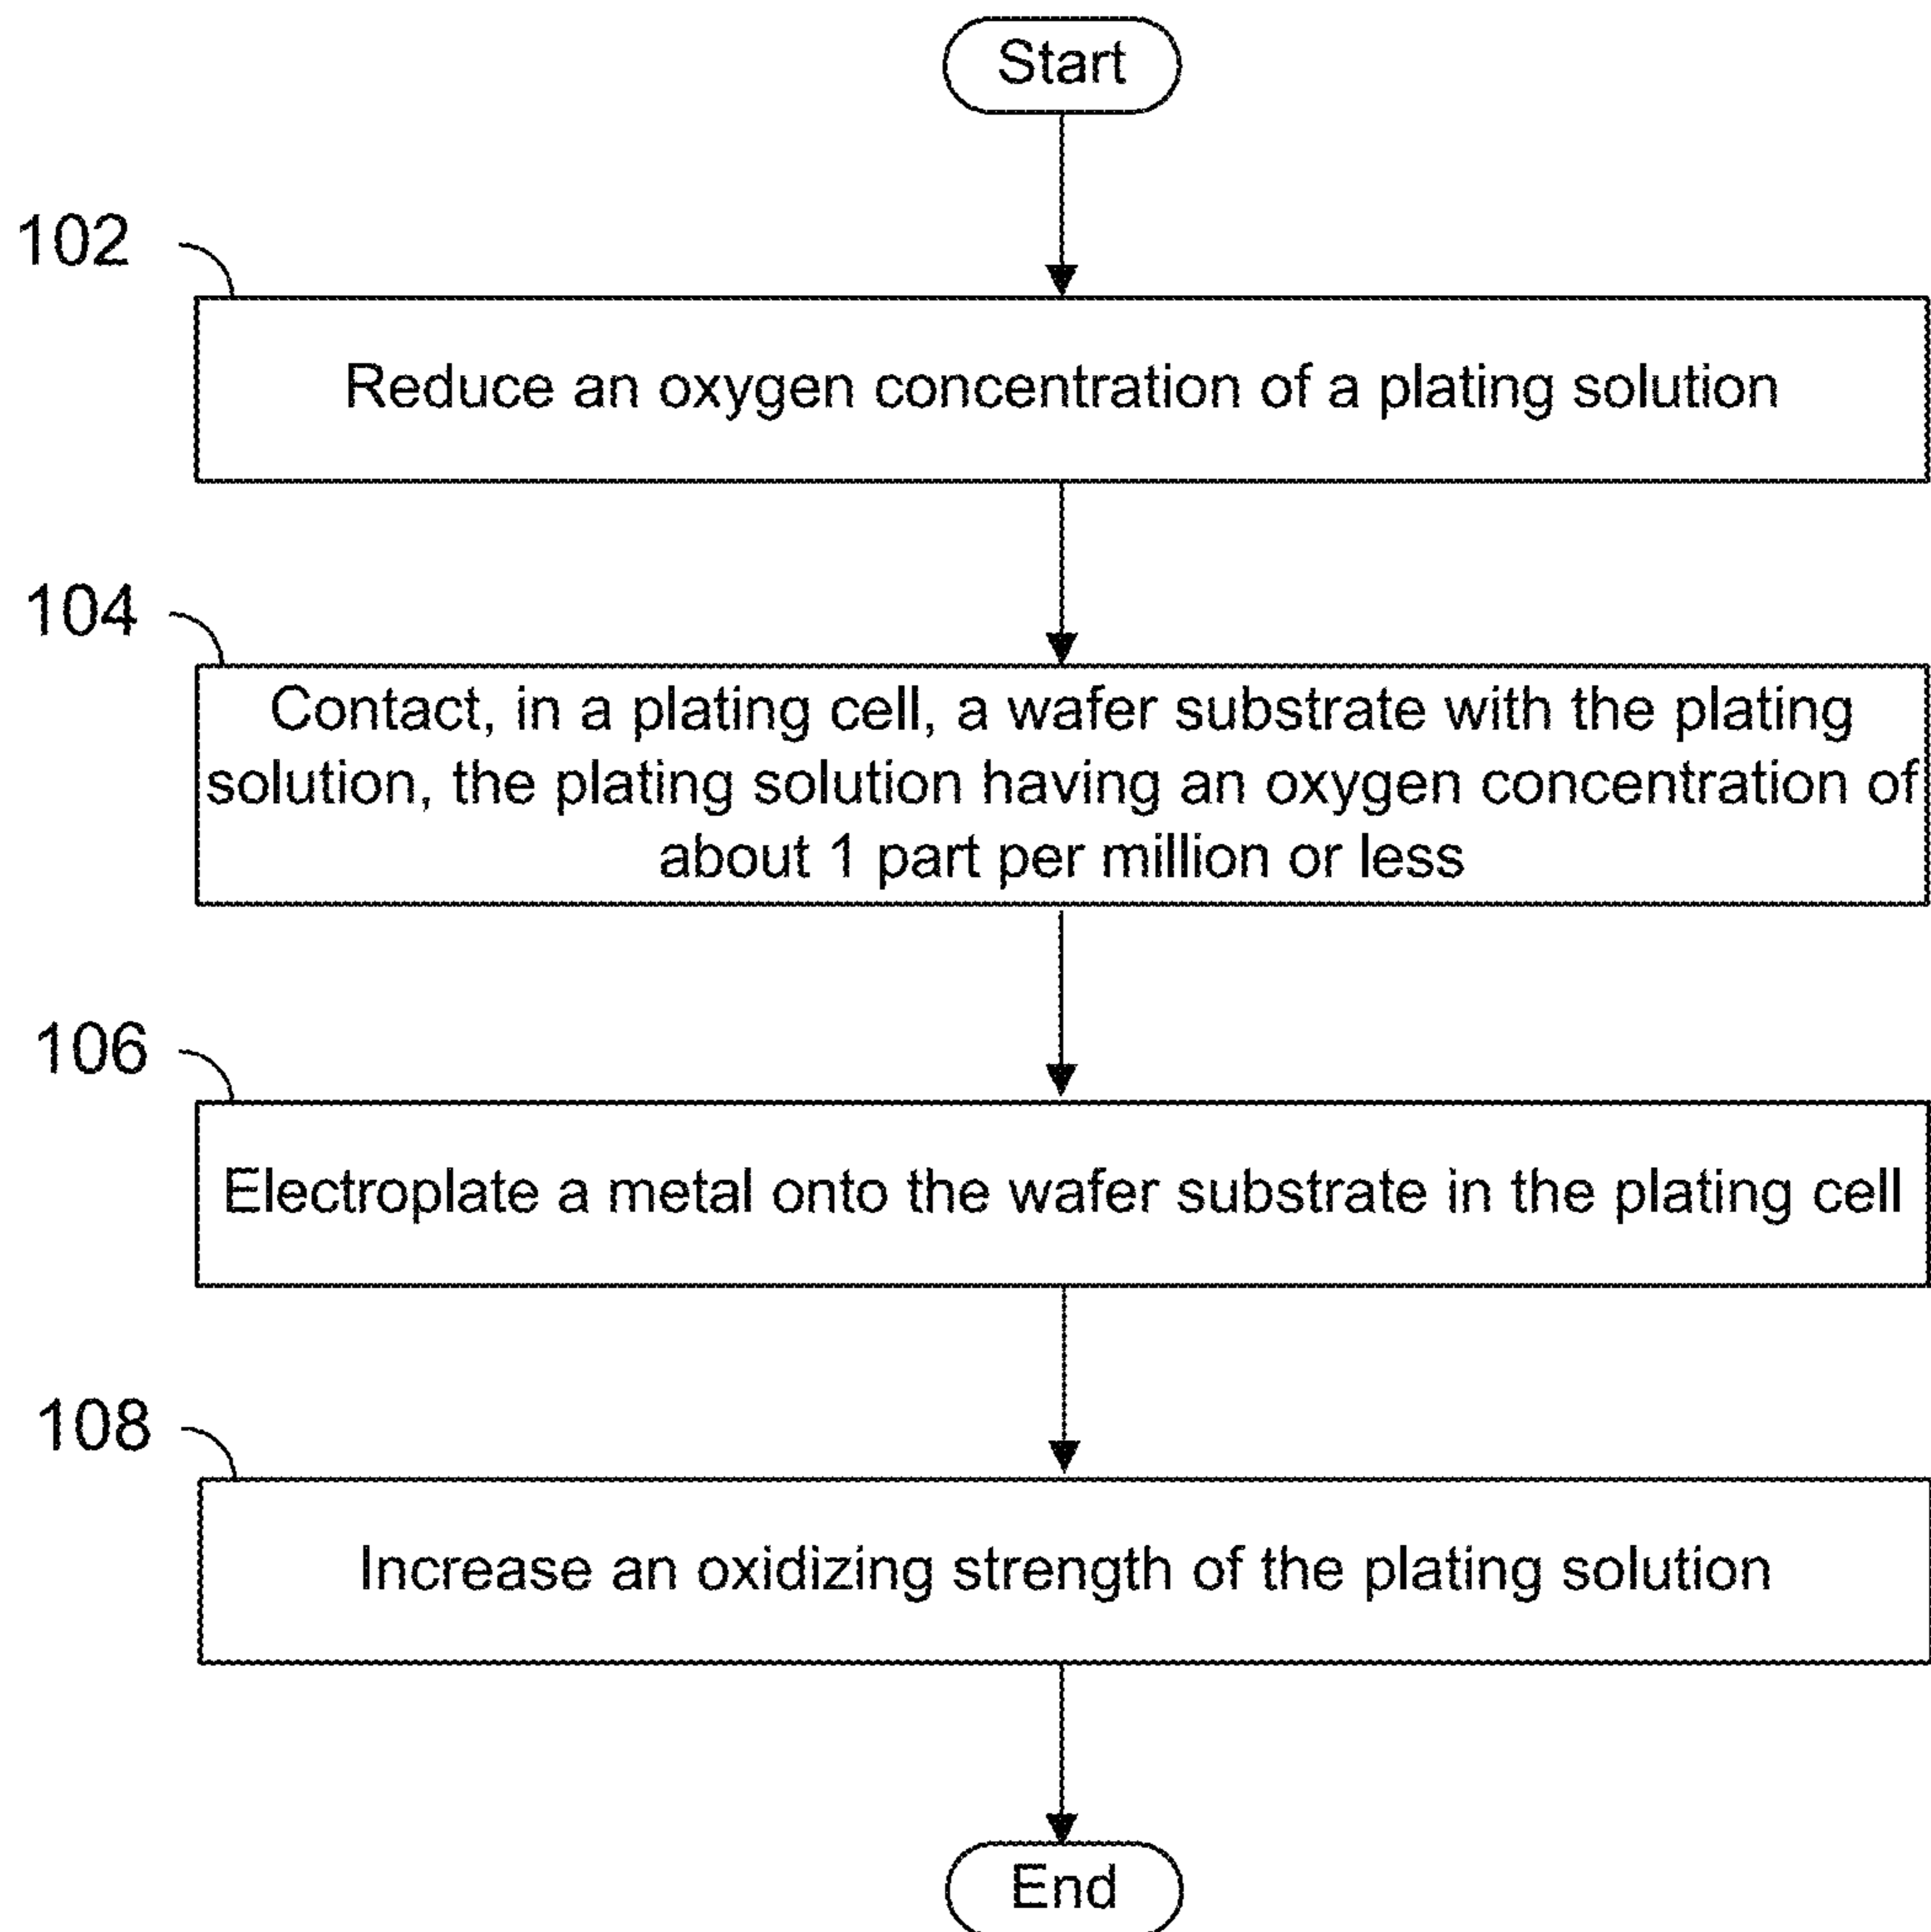 Start
102
Reduce an oxygen concentration of a plating solution
104
Contact, in a plating cell, a wafer substrate with the plating
solution, the plating solution having an oxygen concentration of
about 1 part per million or less
106
Electroplate a metal onto the wafer substrate in the plating cell
108
Increase an oxidizing strength of the plating solution
End